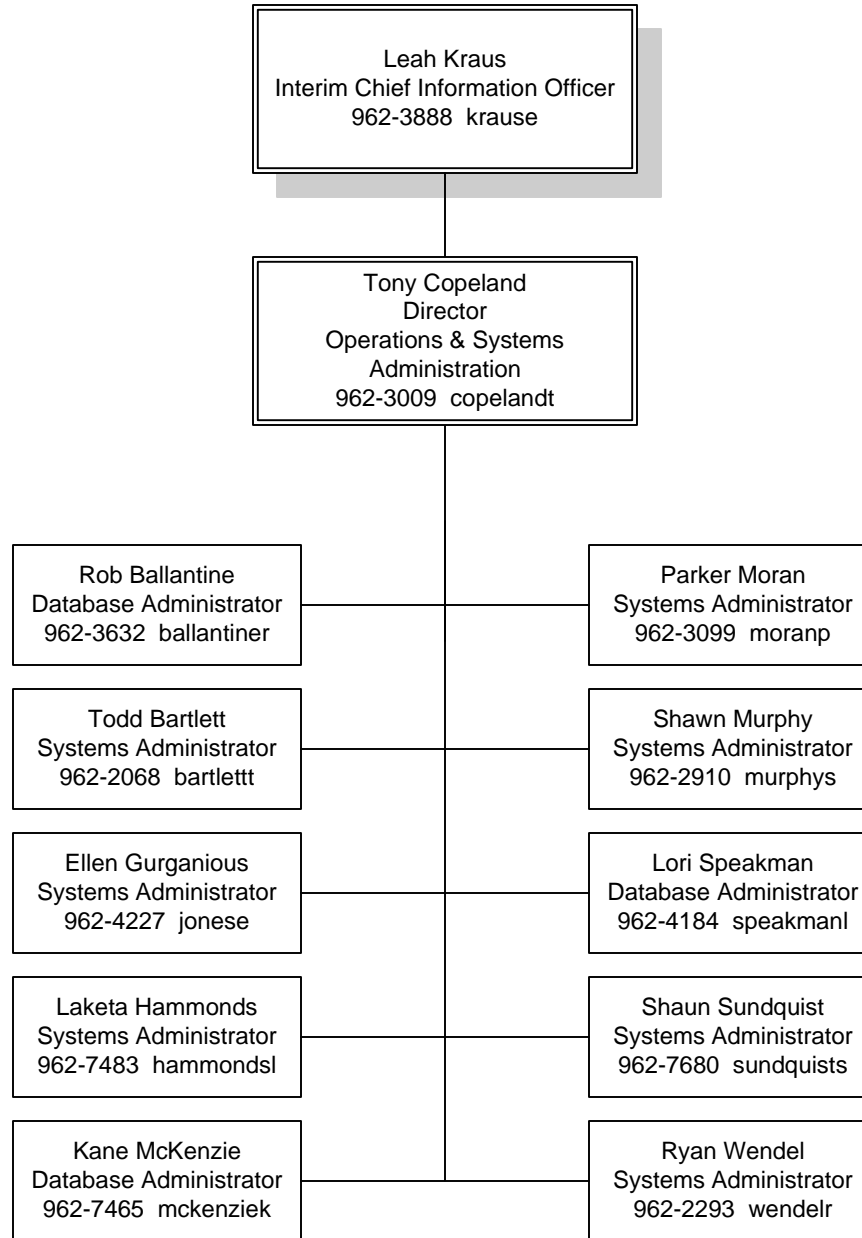 Leah Kraus
Interim Chief Information Officer
962-3888  krause
Tony Copeland
Director
Operations & Systems
Administration
962-3009  copelandt
Rob Ballantine
Database Administrator
962-3632  ballantiner
Parker Moran
Systems Administrator
962-3099  moranp
Todd Bartlett
Systems Administrator
962-2068  bartlettt
Shawn Murphy
Systems Administrator
962-2910  murphys
Ellen Gurganious
Systems Administrator
962-4227  jonese
Lori Speakman
Database Administrator
962-4184  speakmanl
Laketa Hammonds
Systems Administrator
962-7483  hammondsl
Shaun Sundquist
Systems Administrator
962-7680  sundquists
Kane McKenzie
Database Administrator
962-7465  mckenziek
Ryan Wendel
Systems Administrator
962-2293  wendelr